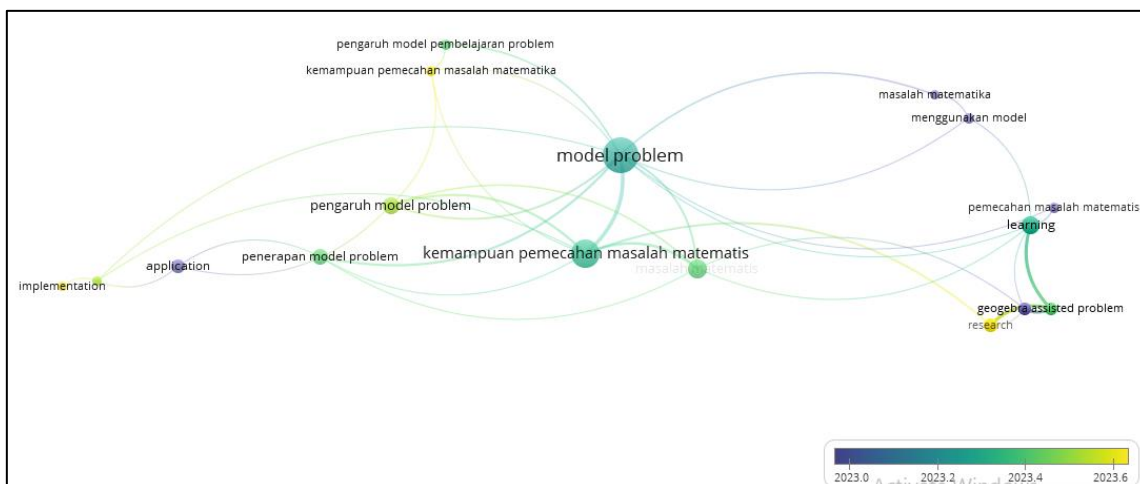 pengaruh model pembelajaran problem
kemampuan pemecahan masalah matematika
masalah matematika
menggunakan model
model problem
pengaruh model problem
pemecahan masalah matematis
learning
kemampuan pemecahan masalah matematis
masalah matematis
penerapan model problem
application
implementation
geogebra assisted problem
research
2023.0 2023.2 2023.4 2023.6
Activate Windows